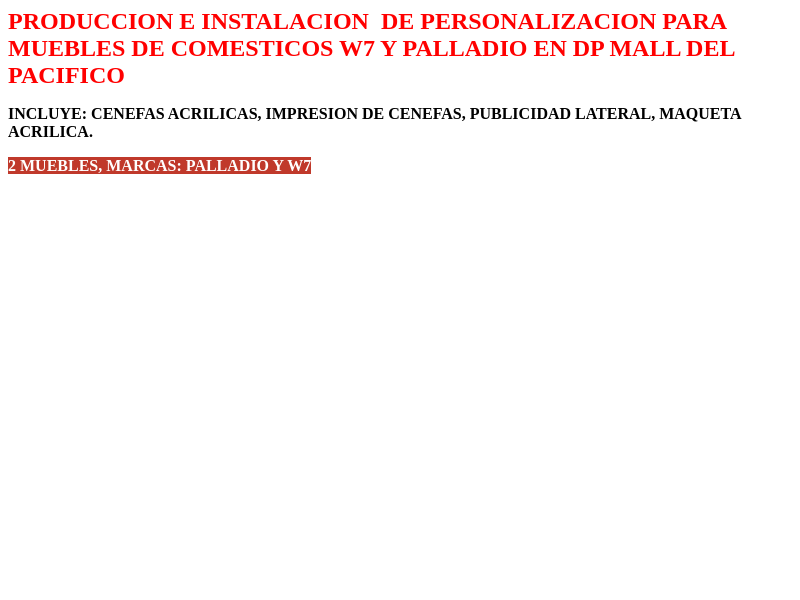 PRODUCCION E INSTALACION  DE PERSONALIZACION PARA
MUEBLES DE COMESTICOS W7 Y PALLADIO EN DP MALL DEL
PACIFICO
INCLUYE: CENEFAS ACRILICAS, IMPRESION DE CENEFAS, PUBLICIDAD LATERAL, MAQUETA
ACRILICA.
2 MUEBLES, MARCAS: PALLADIO Y W7